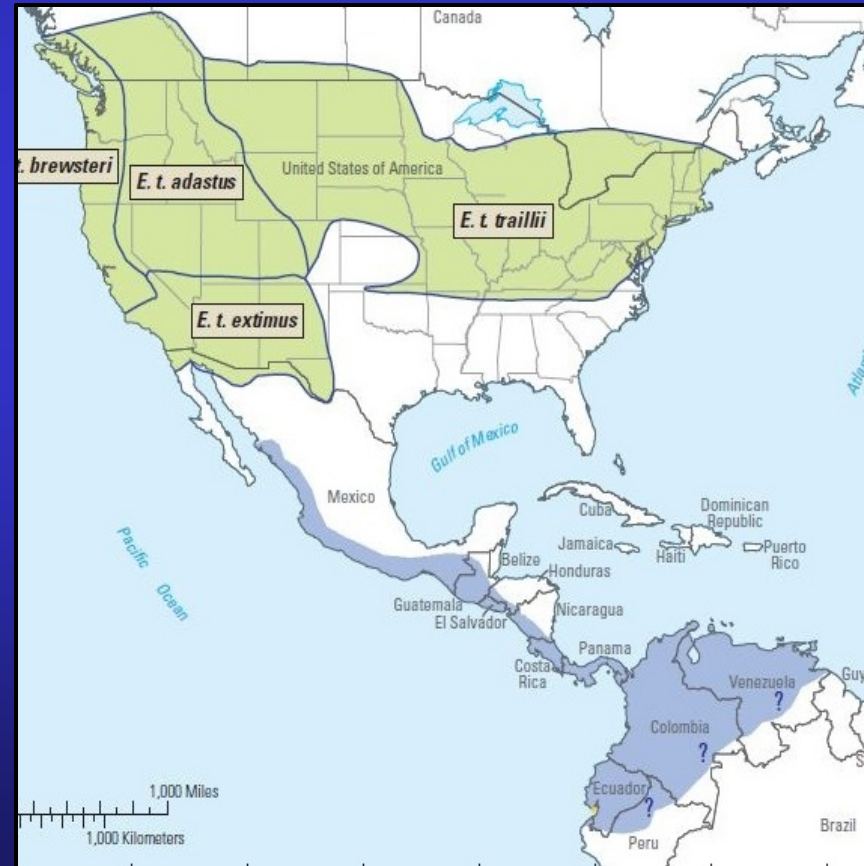 Canada
t. brewsteri
E. t. adastus
United States of America
E. t. traillii
E. t. extimus
Gulf of Mexico
Mexico
Pacific
Ocean
Cuba
Dominican
Republic
Jamaica
Haiti
Puerto
Rico
Belize
Honduras
Guatemala
El Salvador
Nicaragua
Costa
Rica
Panama
Venezuela
?
Guy
Colombia
?
Ecuador
?
Peru
Brazil
1,000 Miles
1,000 Kilometers